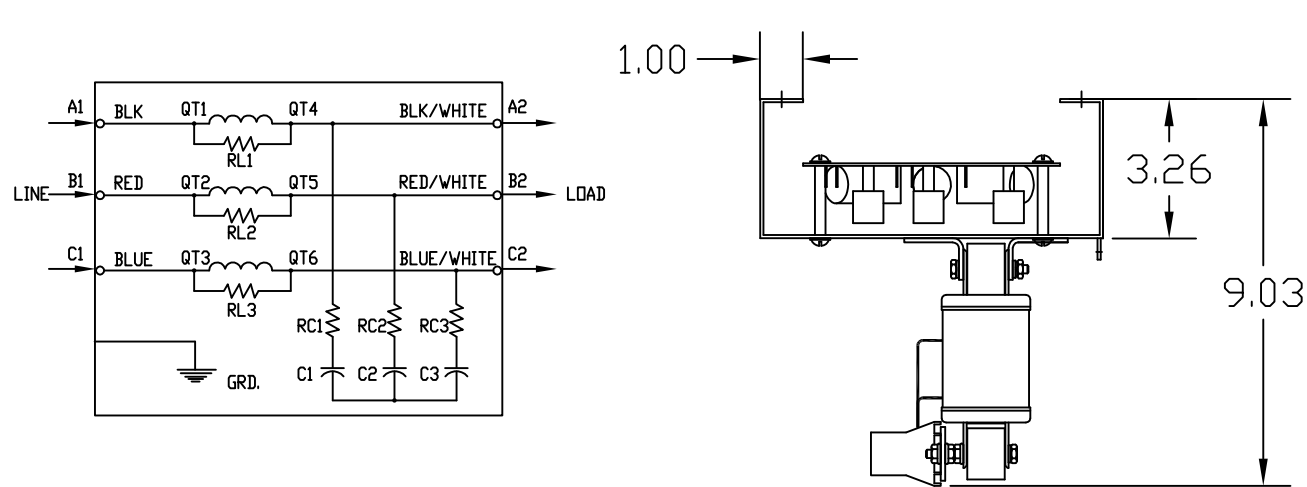 1.00
A1 BLK QT1 QT4 BLK/WHITE A2
RL1
B1 RED QT2 QT5 RED/WHITE B2
LINE LOAD
RL2
C1 BLUE QT3 QT6 BLUE/WHITE C2
RL3
RC1 RC2 RC3
C1 C2 C3
GRD.
3.26
9.03